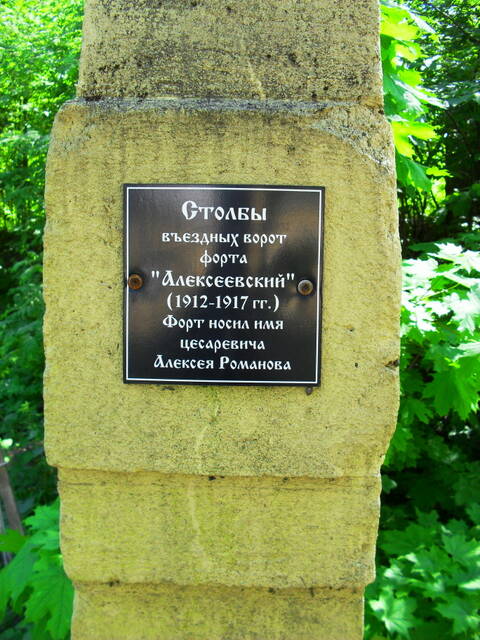 Столбы
въездных ворот
форта
"Алексеевский"
(1912-1917 гг.)
Форт носил имя
цесаревича
Алексея Романова